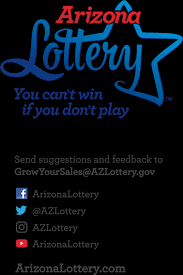 Arizona
Lottery™
You can't win
if you don't play
Send suggestions and feedback to
GrowYourSales@AZLottery.gov
ArizonaLottery
@AZLottery
AZLottery
ArizonaLottery
ArizonaLottery.com